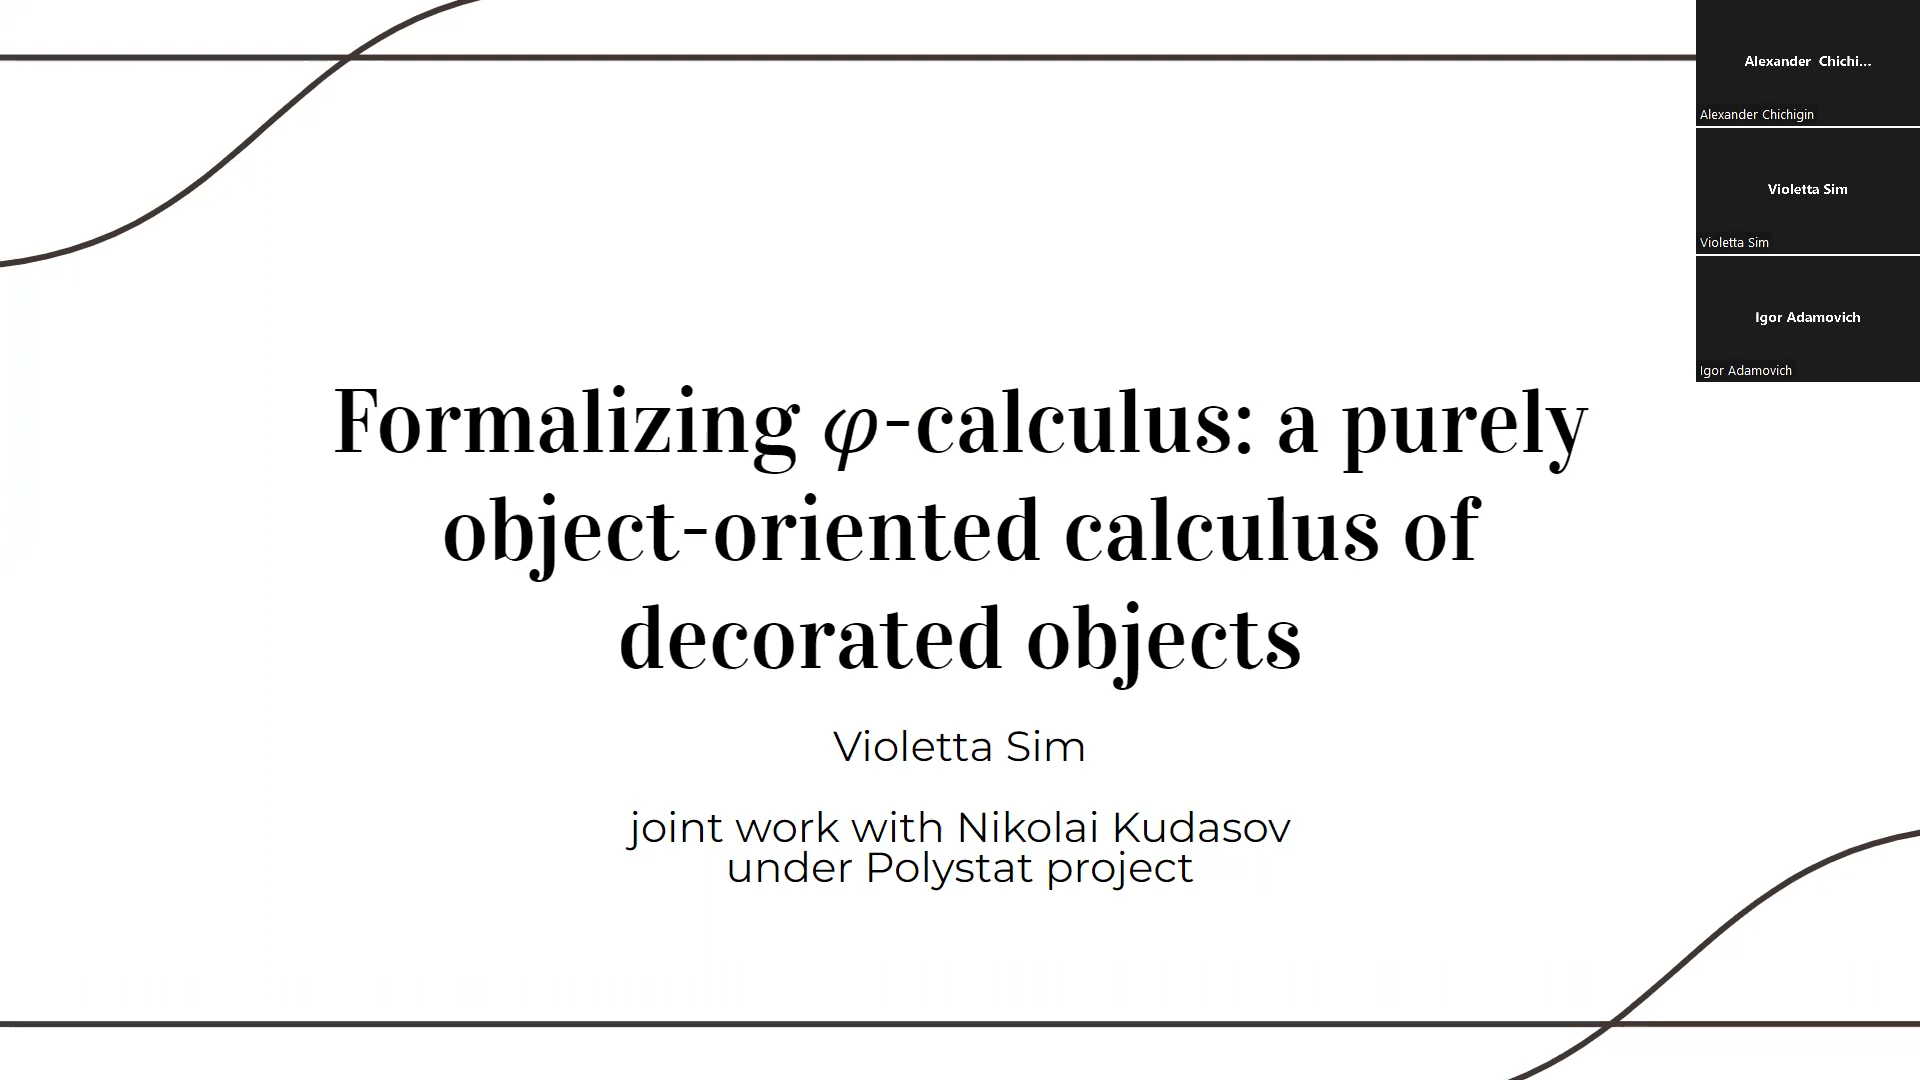 Formalizing φ-calculus: a purely
object-oriented calculus of
decorated objects
Violetta Sim
joint work with Nikolai Kudasov
under Polystat project
Alexander Chichi...
Alexander Chichigin
Violetta Sim
Violetta Sim
Igor Adamovich
Igor Adamovich